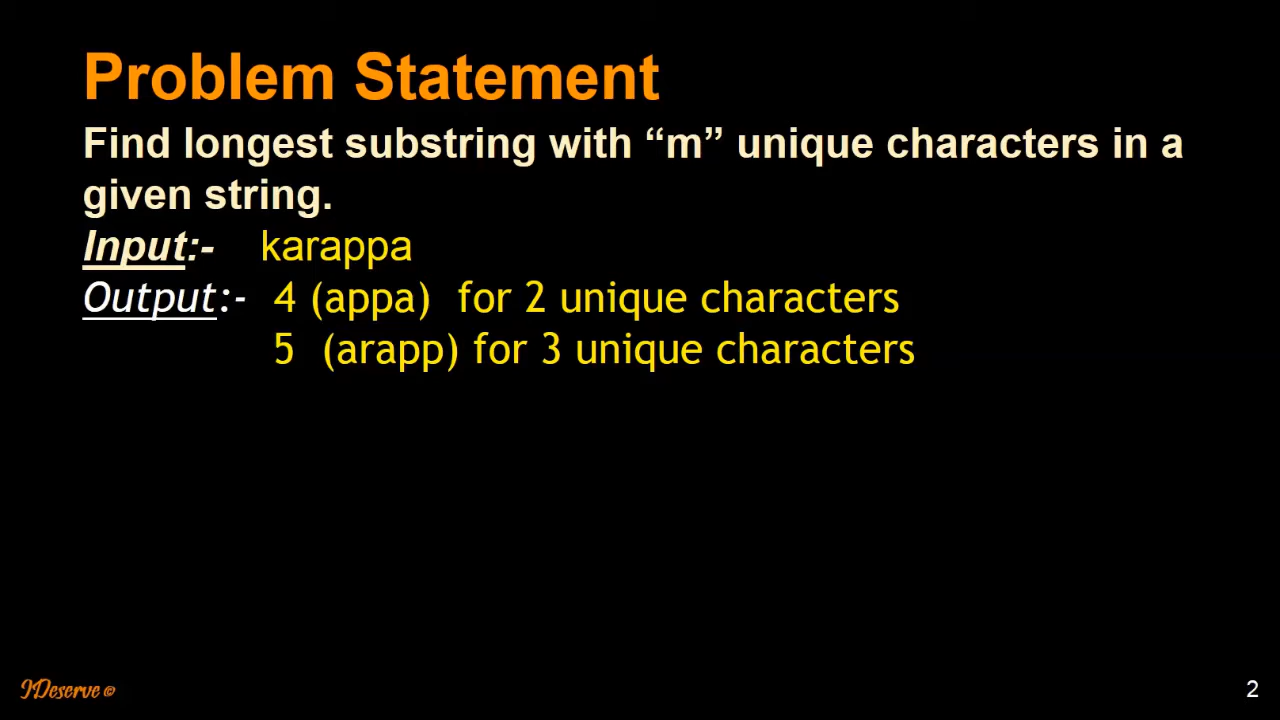 Problem Statement
Find longest substring with “m” unique characters in a
given string.
Input:- karappa
Output:- 4 (appa) for 2 unique characters
5 (arapp) for 3 unique characters
IDeserve ©
2